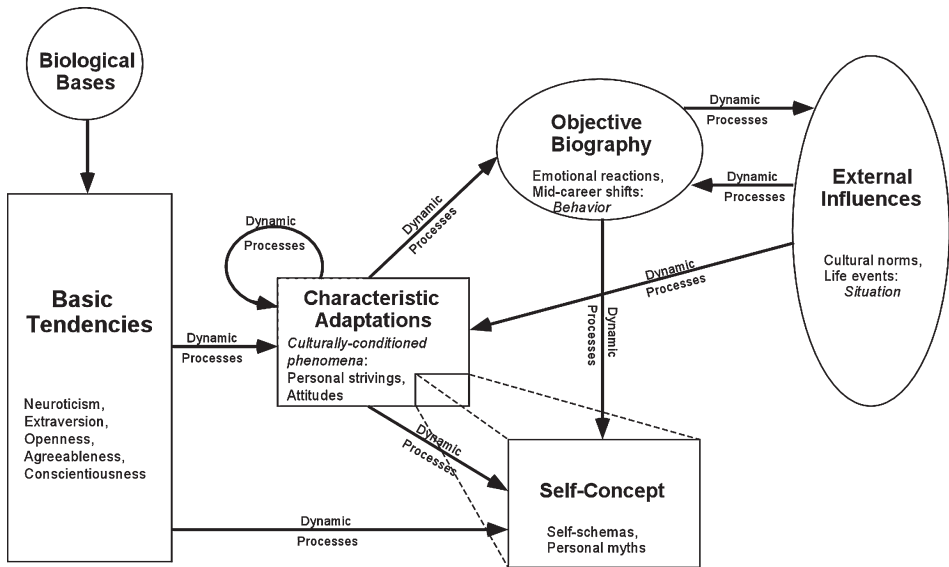 Biological
Bases
Basic
Tendencies
Neuroticism,
Extraversion,
Openness,
Agreeableness,
Conscientiousness
Dynamic
Processes
Dynamic
Processes
Characteristic
Adaptations
Culturally-conditioned
phenomena:
Personal strivings,
Attitudes
Dynamic
Processes
Objective
Biography
Emotional reactions,
Mid-career shifts:
Behavior
Dynamic
Processes
Dynamic
Processes
External
Influences
Cultural norms,
Life events:
Situation
Dynamic
Processes
Dynamic
Processes
Dynamic
Processes
Dynamic
Processes
Self-Concept
Self-schemas,
Personal myths